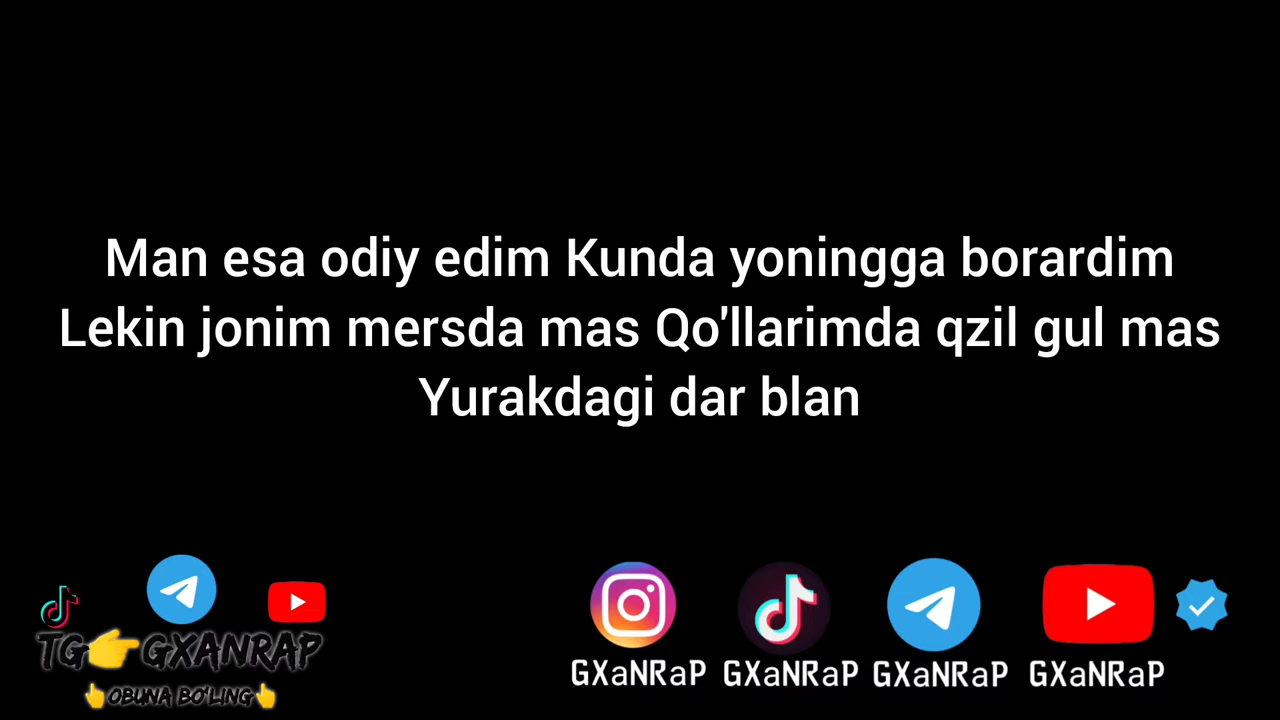 Man esa odiy edim Kunda yoningga borardim
Lekin jonim mersda mas Qo'llarimda qzil gul mas
Yurakdagi dar blan
TG👉GXANRAP
👆OBUNA BO'LING👆
GXaNRaP GXaNRaP GXaNRaP GXaNRaP